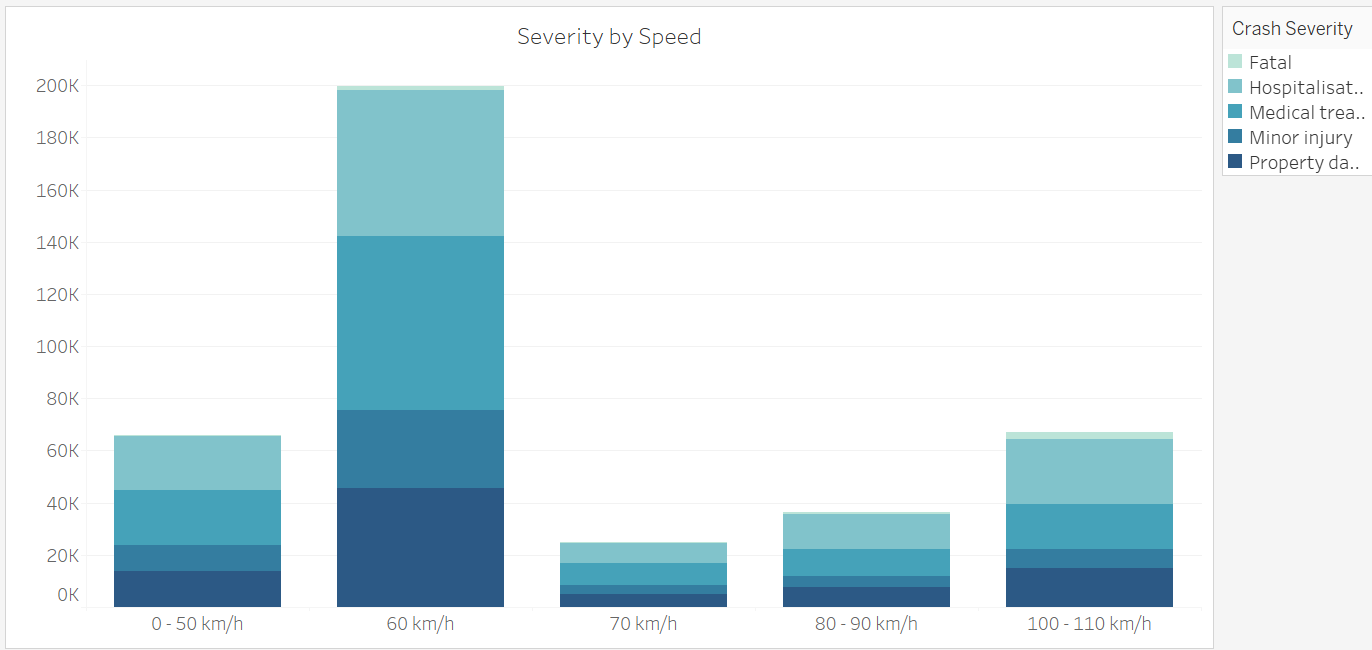 Severity by Speed
200K
180K
160K
140K
120K
100K
80K
60K
40K
20K
0K
0 - 50 km/h
60 km/h
70 km/h
80 - 90 km/h
100 - 110 km/h
Crash Severity
Fatal
Hospitalisat..
Medical trea..
Minor injury
Property da..